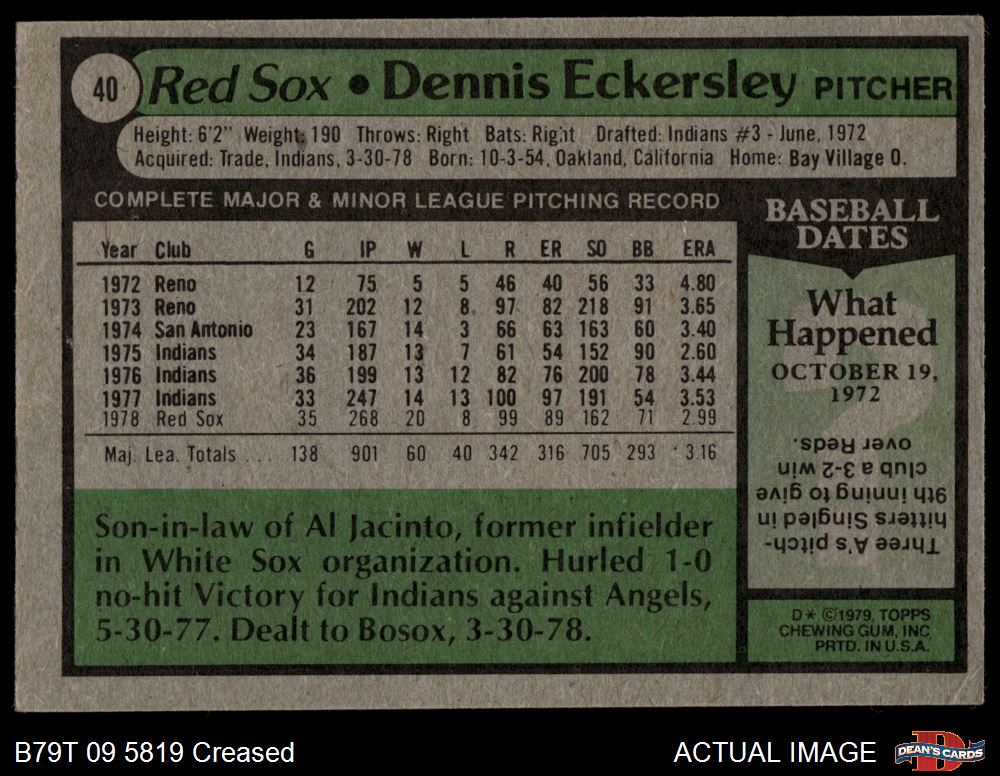 40 Red Sox • Dennis Eckersley PITCHER
Height: 6'2" Weight: 190 Throws: Right Bats: Right Drafted: Indians #3 - June, 1972
Acquired: Trade, Indians, 3-30-78 Born: 10-3-54, Oakland, California Home: Bay Village O.
COMPLETE MAJOR & MINOR LEAGUE PITCHING RECORD
Year Club G IP W L R ER SO BB ERA
1972 Reno 12 75 5 5 46 40 56 33 4.80
1973 Reno 31 202 12 8 97 82 218 91 3.65
1974 San Antonio 23 167 14 3 66 63 163 60 3.40
1975 Indians 34 187 13 7 61 54 152 90 2.60
1976 Indians 36 199 13 12 82 76 200 78 3.44
1977 Indians 33 247 14 13 100 97 191 54 3.53
1978 Red Sox 35 268 20 8 99 89 162 71 2.99
Maj. Lea. Totals ... 138 901 60 40 342 316 705 293 3.16
Son-in-law of Al Jacinto, former infielder
in White Sox organization. Hurled 1-0
no-hit Victory for Indians against Angels,
5-30-77. Dealt to Bosox, 3-30-78.
BASEBALL
DATES
What
Happened
OCTOBER 19,
1972
Three A's pitch-
hitters Singled in
9th inning to give
club a 3-2 win
over Reds.
D* ©1979, TOPPS
CHEWING GUM, INC
PRTD. IN U.S.A.
B79T 09 5819 Creased
ACTUAL IMAGE
DEAN'S CARDS